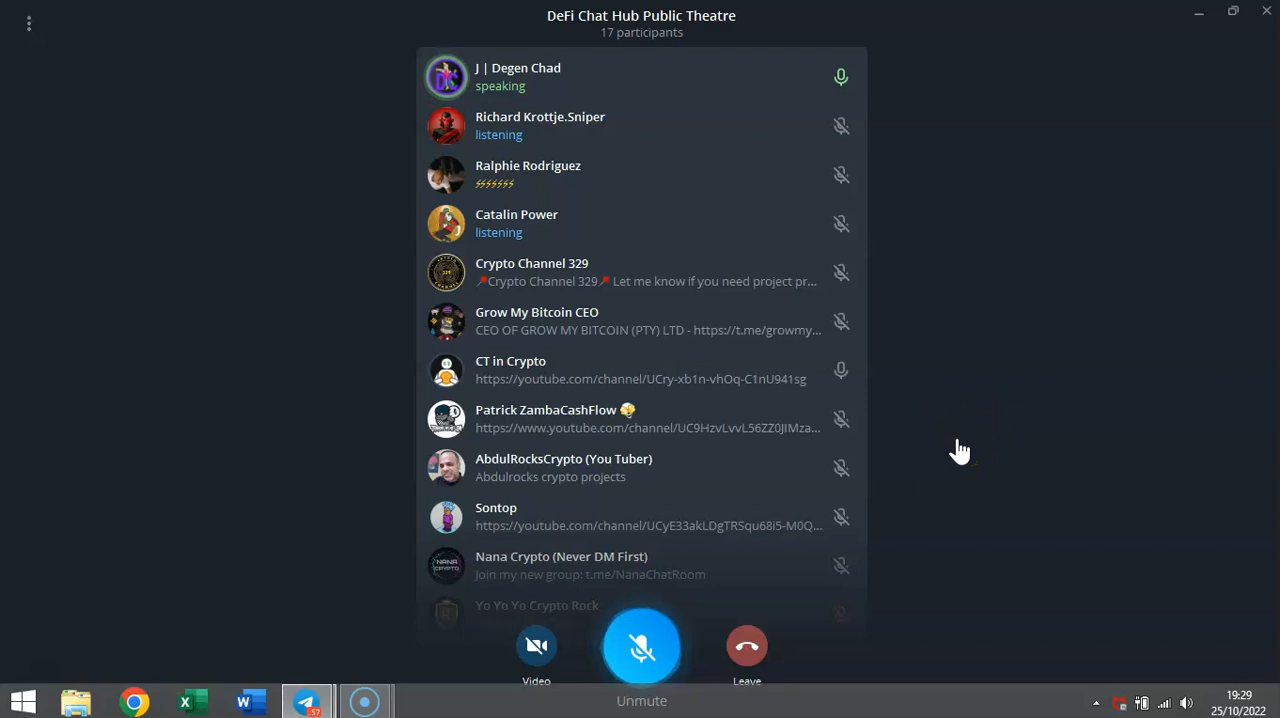 DeFi Chat Hub Public Theatre
17 participants
J | Degen Chad
speaking
Richard Krottje.Sniper
listening
Ralphie Rodriguez
⚡⚡⚡⚡⚡⚡⚡
Catalin Power
listening
Crypto Channel 329
📍Crypto Channel 329📍 Let me know if you need project pr...
Grow My Bitcoin CEO
CEO OF GROW MY BITCOIN (PTY) LTD - https://t.me/growmy...
CT in Crypto
https://youtube.com/channel/UCry-xb1n-vhOq-C1nU941sg
Patrick ZambaCashFlow
https://www.youtube.com/channel/UC9HzvLvvL56ZZ0JIMza...
AbdulRocksCrypto (You Tuber)
Abdulrocks crypto projects
Sontop
https://youtube.com/channel/UCyE33akLDgTRSqu68i5-M0Q...
NANA
CRYPTO
Nana Crypto (Never DM First)
Join my new group: t.me/NanaChatRoom
Yo Yo Yo Crypto Rock
Video
Leave
Unmute
57
19:29
25/10/2022